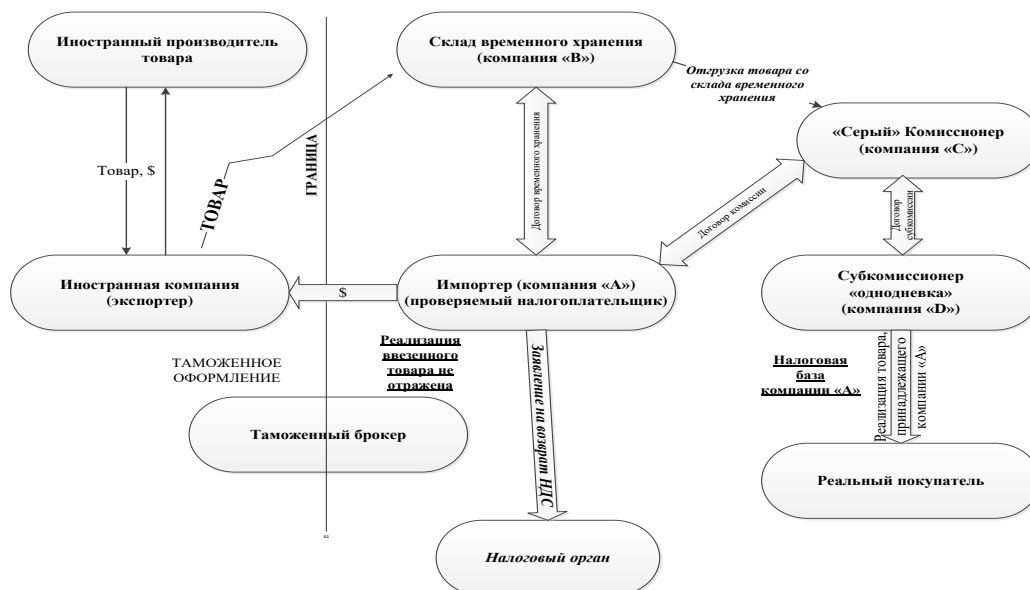 Иностранный производитель
товара
Склад временного хранения
(компания «В»)
Отгрузка товара со
склада временного
хранения
«Серый» Комиссионер
(компания «С»)
Товар, $
ТОВАР
ГРАНИЦА
Договор временного хранения
Договор комиссии
Договор
субкомиссии
Иностранная компания
(экспортер)
$
Импортер (компания «А»)
(проверяемый налогоплательщик)
Субкомиссионер
«однодневка»
(компания «D»)
Реализация
ввезенного
товара не
отражена
ТАМОЖЕННОЕ
ОФОРМЛЕНИЕ
Заявление на возврат НДС
Налоговая
база
компании «А»
Реализация товара,
принадлежащего
компании «А»
Таможенный брокер
Реальный покупатель
Налоговый орган